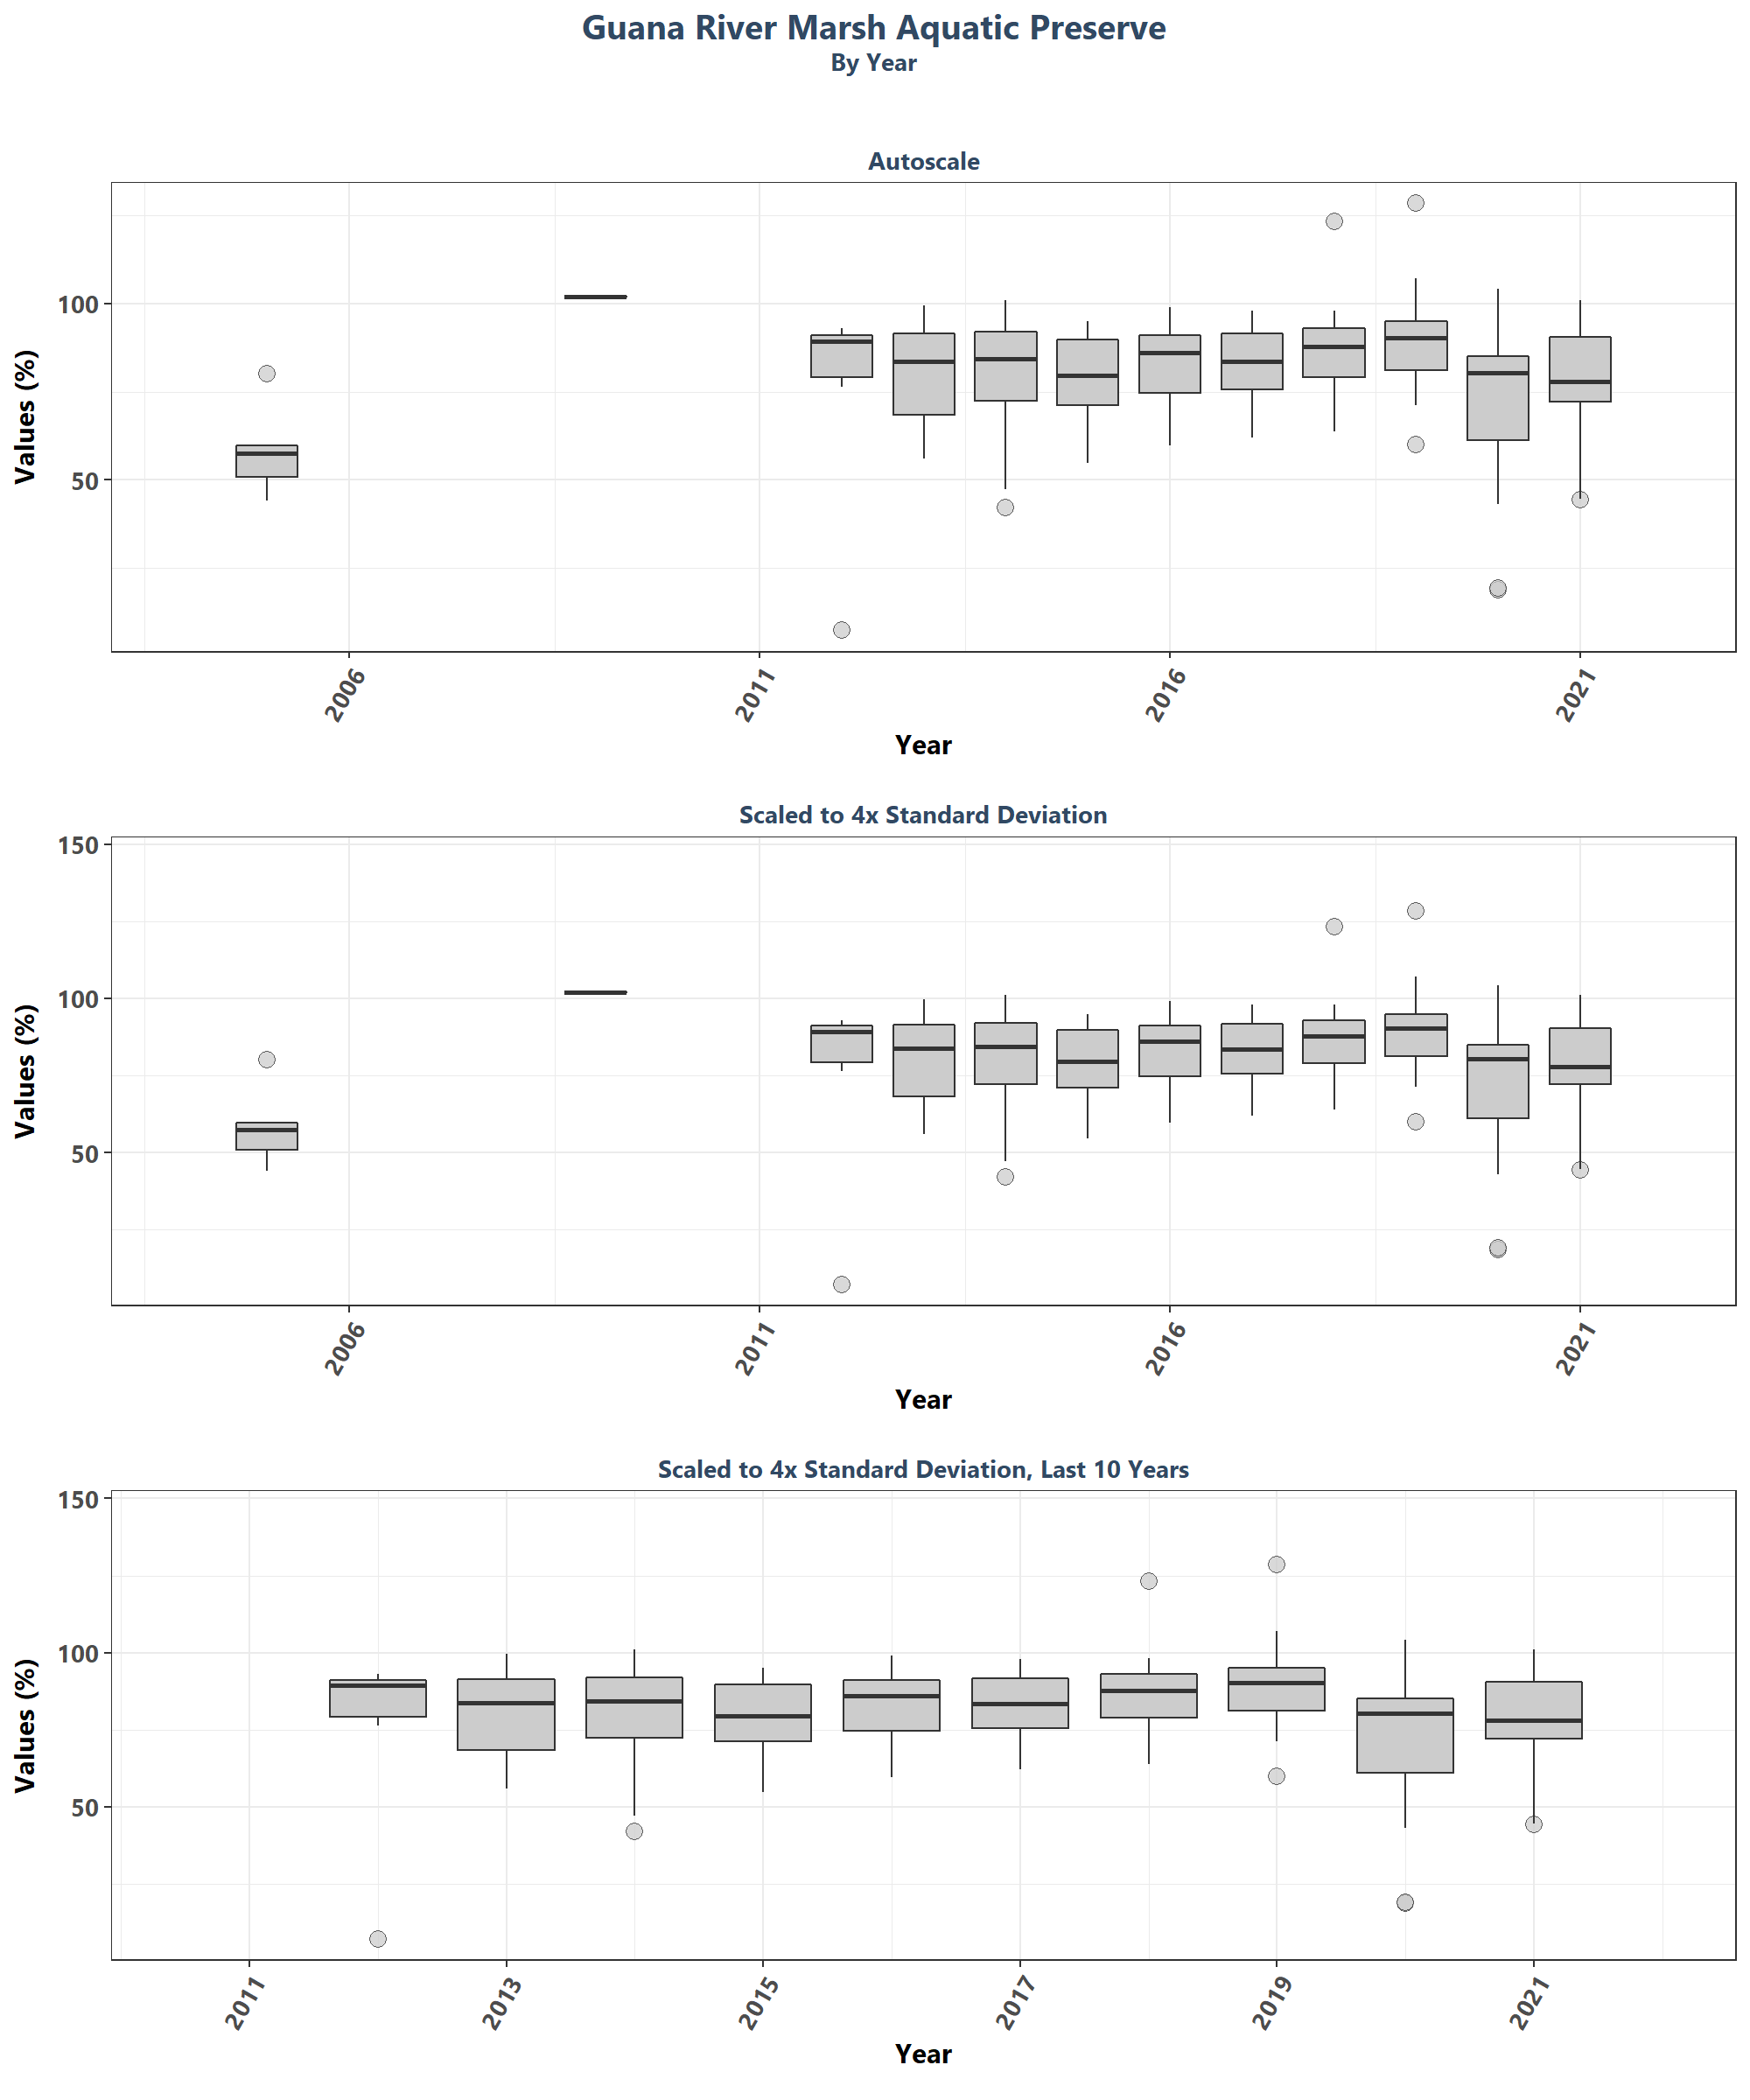 Guana River Marsh Aquatic Preserve
By Year
Autoscale
Values (%)
100
50
2006
2011
2016
2021
Year
Scaled to 4x Standard Deviation
Values (%)
150
100
50
2006
2011
2016
2021
Year
Scaled to 4x Standard Deviation, Last 10 Years
Values (%)
150
100
50
2011
2013
2015
2017
2019
2021
Year